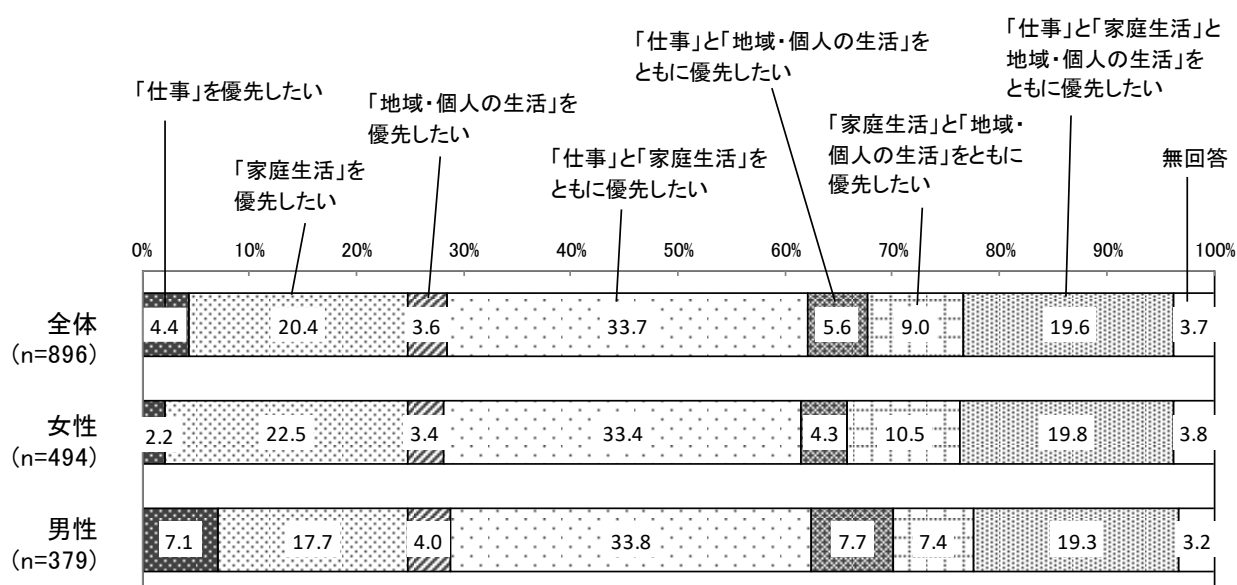 「仕事」を優先したい
「家庭生活」を
優先したい
「地域・個人の生活」を
優先したい
「仕事」と「家庭生活」を
ともに優先したい
「仕事」と「地域・個人の生活」を
ともに優先したい
「家庭生活」と「地域・
個人の生活」をともに
優先したい
「仕事」と「家庭生活」と
地域・個人の生活」を
ともに優先したい
無回答
0% 10% 20% 30% 40% 50% 60% 70% 80% 90% 100%
全体
(n=896)
4.4 20.4 3.6 33.7 5.6 9.0 19.6 3.7
女性
(n=494)
2.2 22.5 3.4 33.4 4.3 10.5 19.8 3.8
男性
(n=379)
7.1 17.7 4.0 33.8 7.7 7.4 19.3 3.2